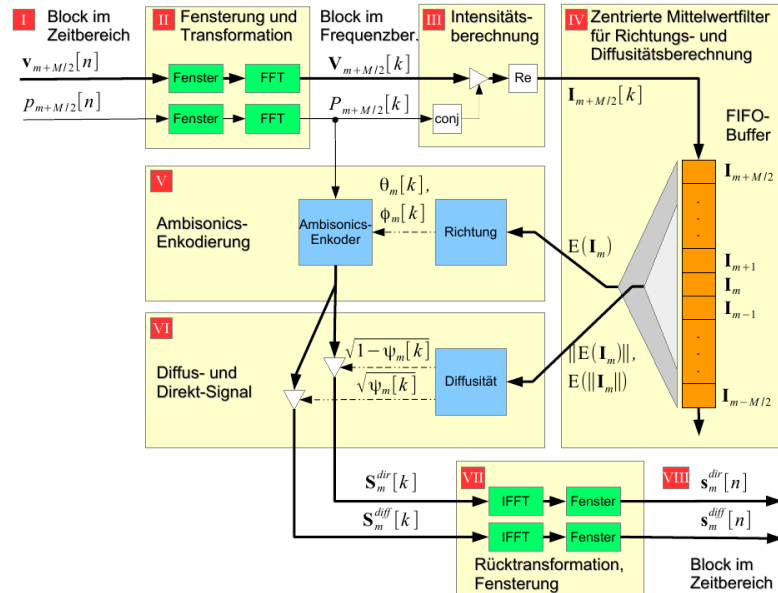 I
Block im
Zeitbereich
II
Fensterung und
Transformation
Block im
Frequenzber.
III
Intensitäts-
berechnung
IV
Zentrierte Mittelwertfilter
für Richtungs- und
Diffusitätsberechnung
v_{m+M/2}[n]
Fenster
FFT
V_{m+M/2}[k]
Re
I_{m+M/2}[k]
p_{m+M/2}[n]
Fenster
FFT
P_{m+M/2}[k]
conj
FIFO-
Buffer
I_{m+M/2}
I_{m+1}
I_m
I_{m-1}
I_{m-M/2}
V
Ambisonics-
Enkodierung
θ_m[k],
ϕ_m[k]
Ambisonics-
Enkoder
Richtung
E(I_m)
VI
Diffus- und
Direkt-Signal
√(1-ψ_m[k])
√(ψ_m[k])
Diffusität
‖E(I_m)‖,
E(‖I_m‖)
VII
VIII
S_m^{dir}[k]
IFFT
Fenster
s_m^{dir}[n]
S_m^{diff}[k]
IFFT
Fenster
s_m^{diff}[n]
Rücktransformation,
Fensterung
Block im
Zeitbereich